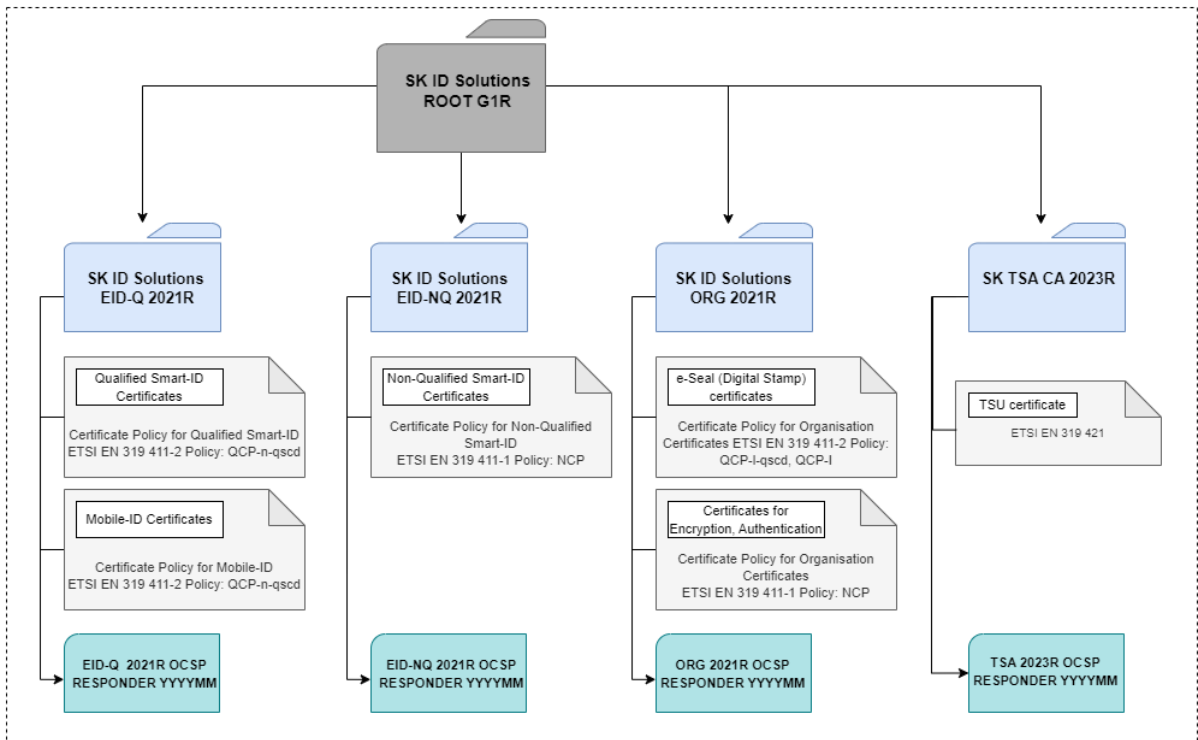 SK ID Solutions
ROOT G1R
SK ID Solutions
EID-Q 2021R
SK ID Solutions
EID-NQ 2021R
SK ID Solutions
ORG 2021R
SK TSA CA 2023R
Qualified Smart-ID
Certificates
Certificate Policy for Qualified Smart-ID
ETSI EN 319 411-2 Policy: QCP-n-qscd
Non-Qualified Smart-ID
Certificates
Certificate Policy for Non-Qualified
Smart-ID
ETSI EN 319 411-1 Policy: NCP
e-Seal (Digital Stamp)
certificates
Certificate Policy for Organisation
Certificates ETSI EN 319 411-2 Policy:
QCP-l-qscd, QCP-l
TSU certificate
ETSI EN 319 421
Mobile-ID Certificates
Certificate Policy for Mobile-ID
ETSI EN 319 411-2 Policy: QCP-n-qscd
Certificates for
Encryption, Authentication
Certificate Policy for Organisation
Certificates
ETSI EN 319 411-1 Policy: NCP
EID-Q 2021R OCSP
RESPONDER YYYYMM
EID-NQ 2021R OCSP
RESPONDER YYYYMM
ORG 2021R OCSP
RESPONDER YYYYMM
TSA 2023R OCSP
RESPONDER YYYYMM